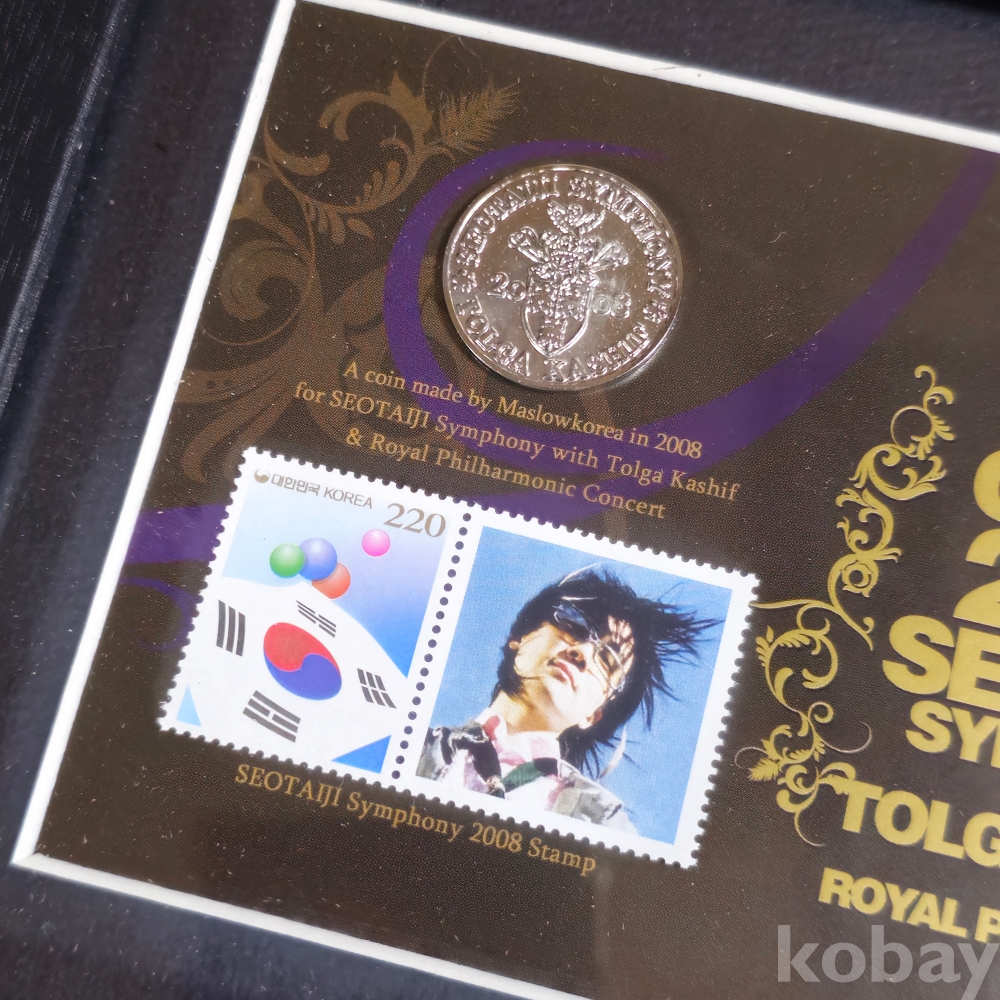 SEOTAIJI SYMPHONY
2008
TOLGA KASHIF
A coin made by Maslowkorea in 2008
for SEOTAIJI Symphony with Tolga Kashif
& Royal Philharmonic Concert
대한민국 KOREA 220
SEOTAIJI Symphony 2008 Stamp
2
SE
SY
TOLG
ROYAL P
kobay